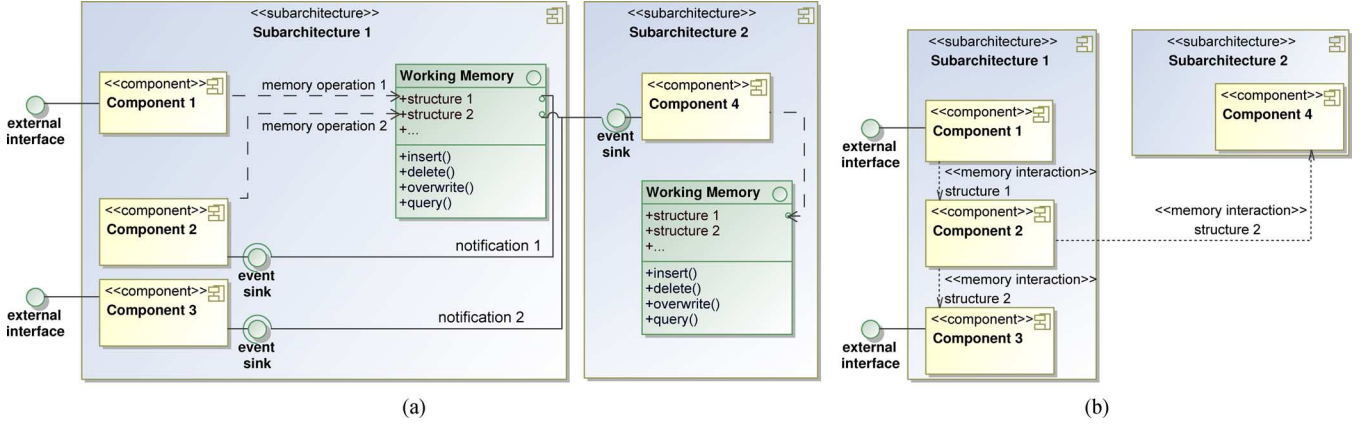 <<subarchitecture>>
Subarchitecture 1
<<component>>
Component 1
external
interface
memory operation 1
memory operation 2
Working Memory
+structure 1
+structure 2
+...
+insert()
+delete()
+overwrite()
+query()
<<component>>
Component 2
notification 1
event
sink
<<component>>
Component 3
external
interface
notification 2
event
sink
<<subarchitecture>>
Subarchitecture 2
<<component>>
Component 4
event
sink
Working Memory
+structure 1
+structure 2
+...
+insert()
+delete()
+overwrite()
+query()
(a)
<<subarchitecture>>
Subarchitecture 1
<<component>>
Component 1
external
interface
<<memory interaction>>
structure 1
<<component>>
Component 2
<<memory interaction>>
structure 2
<<component>>
Component 3
external
interface
<<subarchitecture>>
Subarchitecture 2
<<component>>
Component 4
<<memory interaction>>
structure 2
(b)